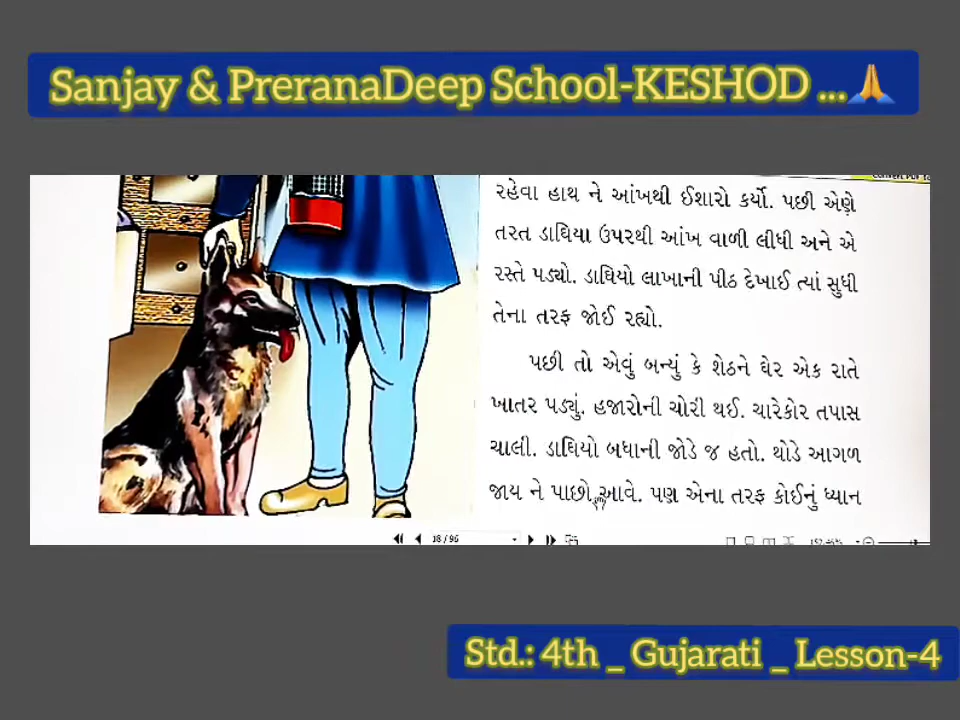 Sanjay & PreranaDeep School-KESHOD ...🙏
રહેવા હાથ ને આંખથી ઈશારો કર્યો. પછી એણે
તરત ડાઘિયા ઉપરથી આંખ વાળી લીધી અને એ
રસ્તે પડ્યો. ડાઘિયો લાખાની પીઠ દેખાઈ ત્યાં સુધી
તેના તરફ જોઈ રહ્યો.
પછી તો એવું બન્યું કે શેઠને ઘેર એક રાતે
ખાતર પડ્યું. હજારોની ચોરી થઈ. ચારેકોર તપાસ
ચાલી. ડાઘિયો બધાની જોડે જ હતો. થોડે આગળ
જાય ને પાછો આવે. પણ એના તરફ કોઈનું ધ્યાન
18 / 96
Std.: 4th _ Gujarati _ Lesson-4